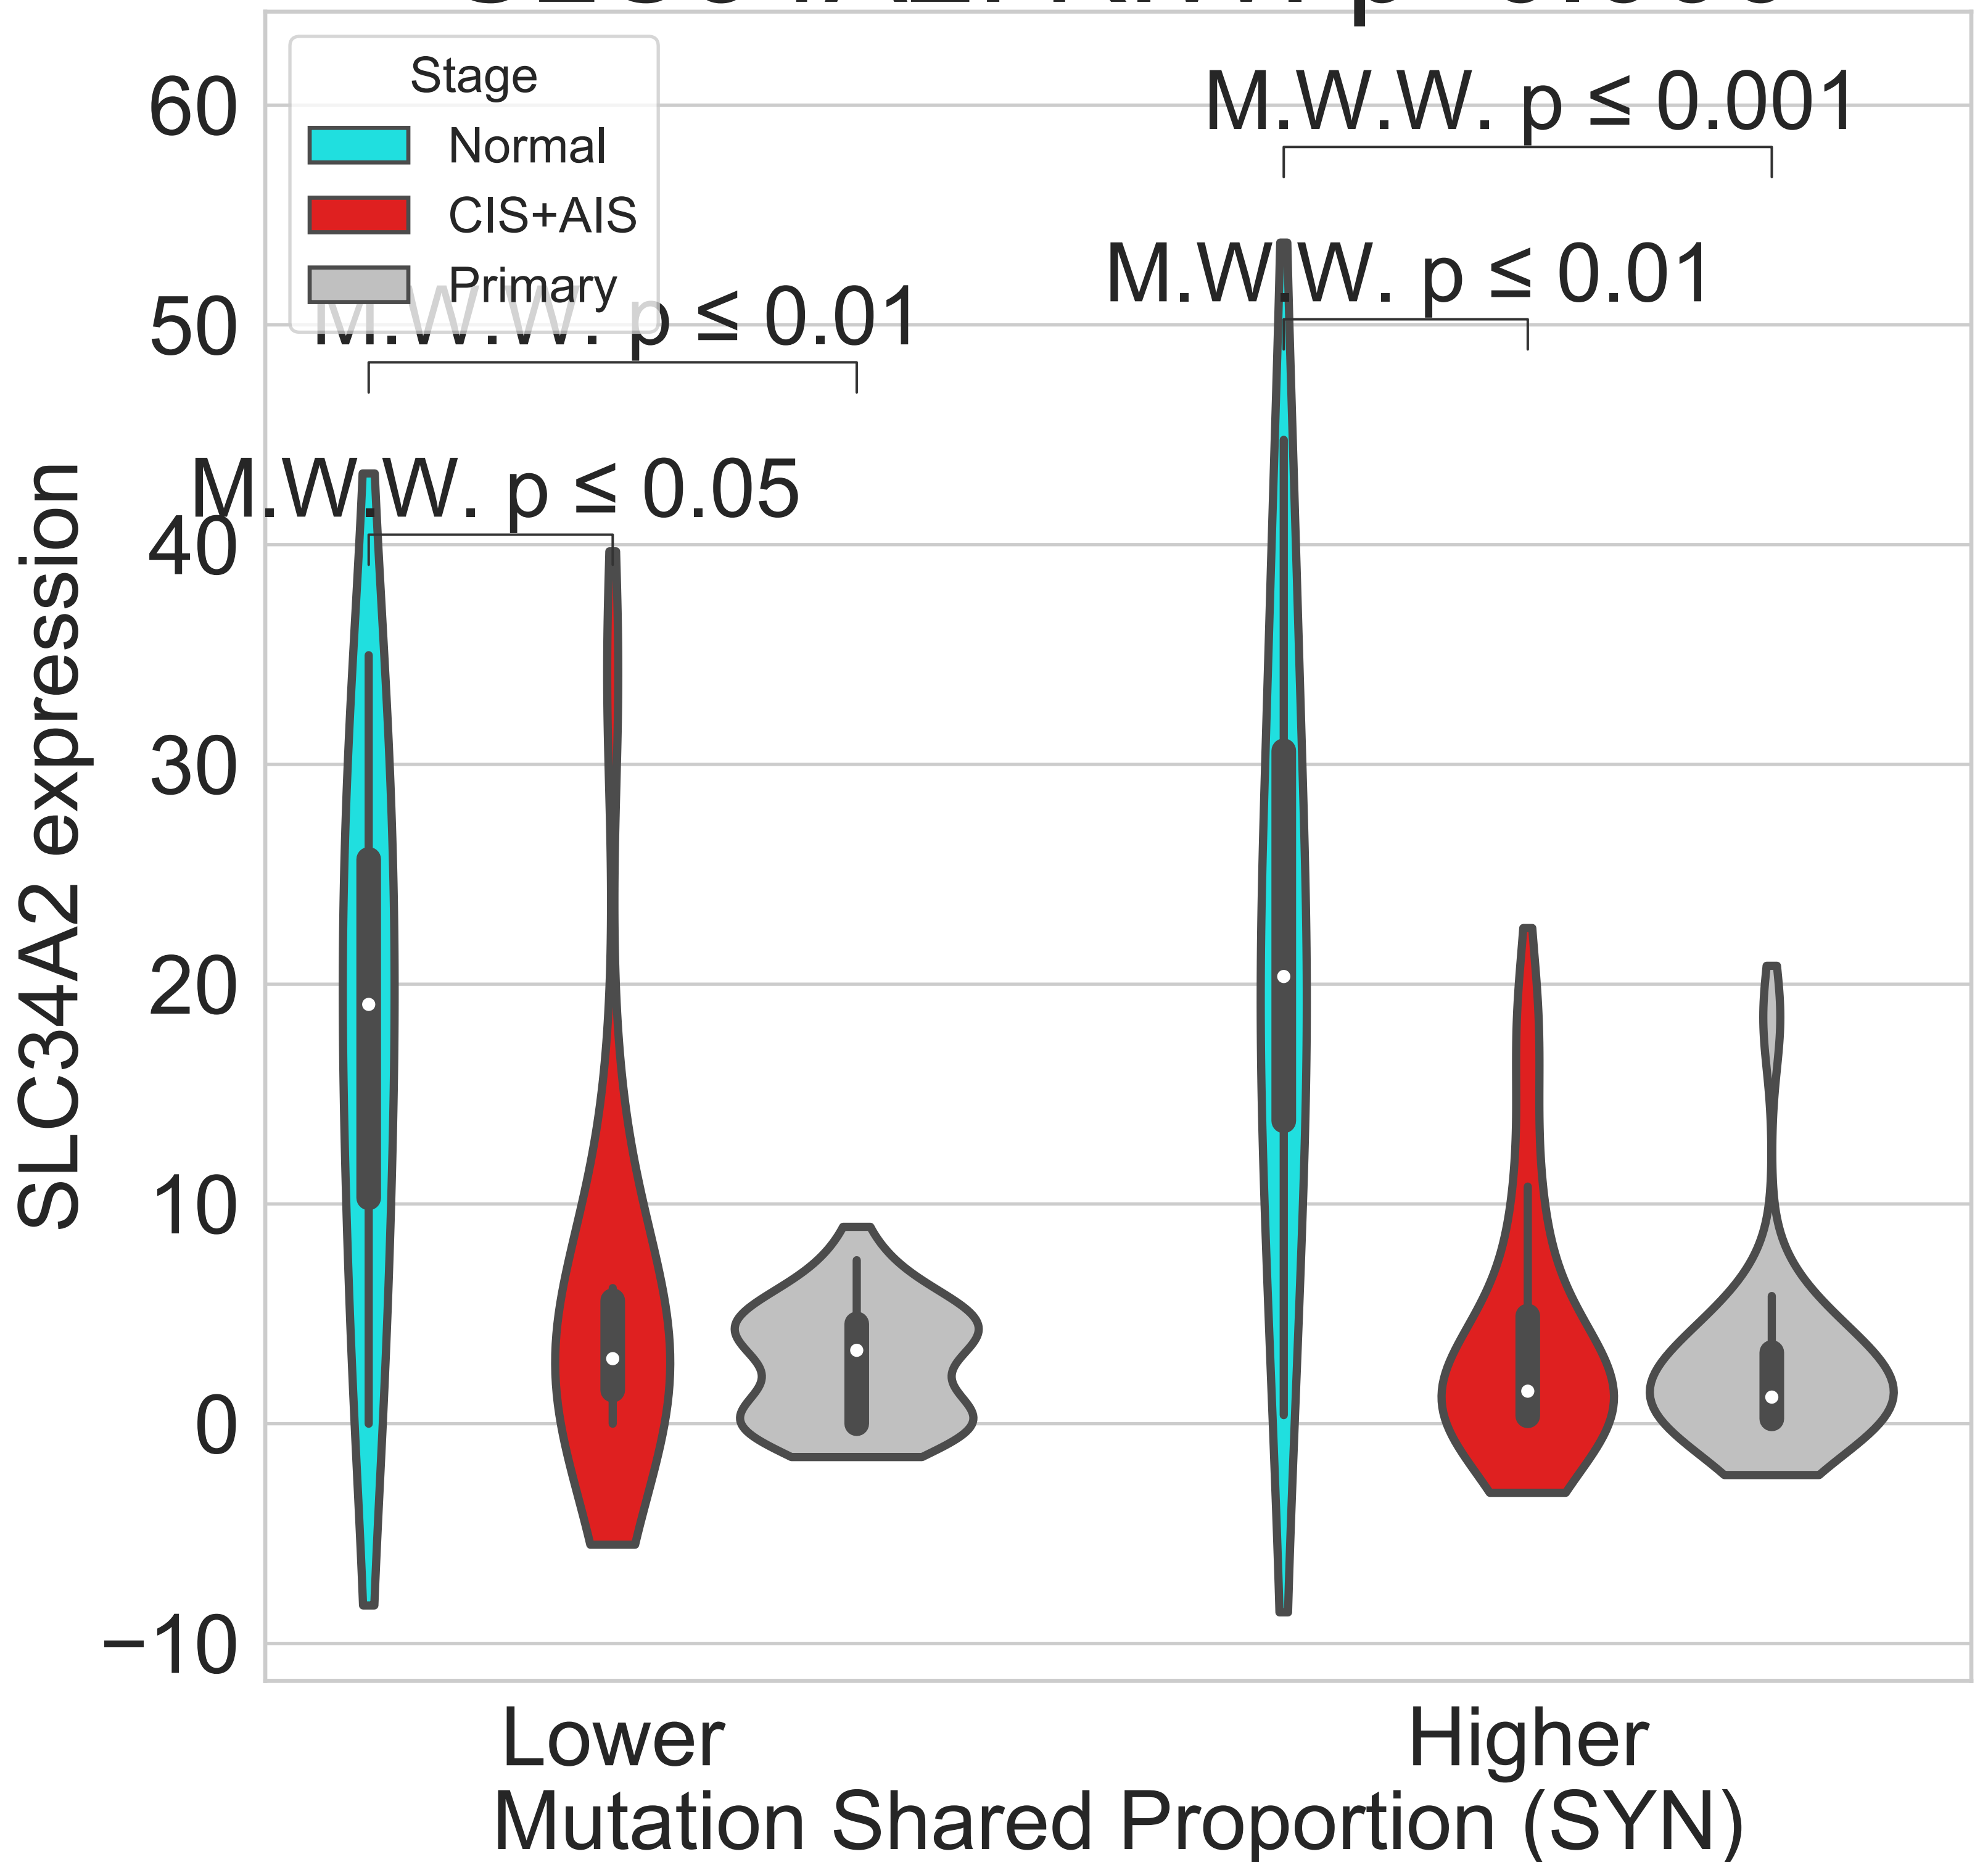 Stage
Normal
CIS+AIS
Primary
M.W.W. p ≤ 0.001
M.W.W. p ≤ 0.01
M.W.W. p ≤ 0.01
M.W.W. p ≤ 0.05
60
50
40
30
20
10
0
−10
SLC34A2 expression
Lower
Higher
Mutation Shared Proportion (SYN)